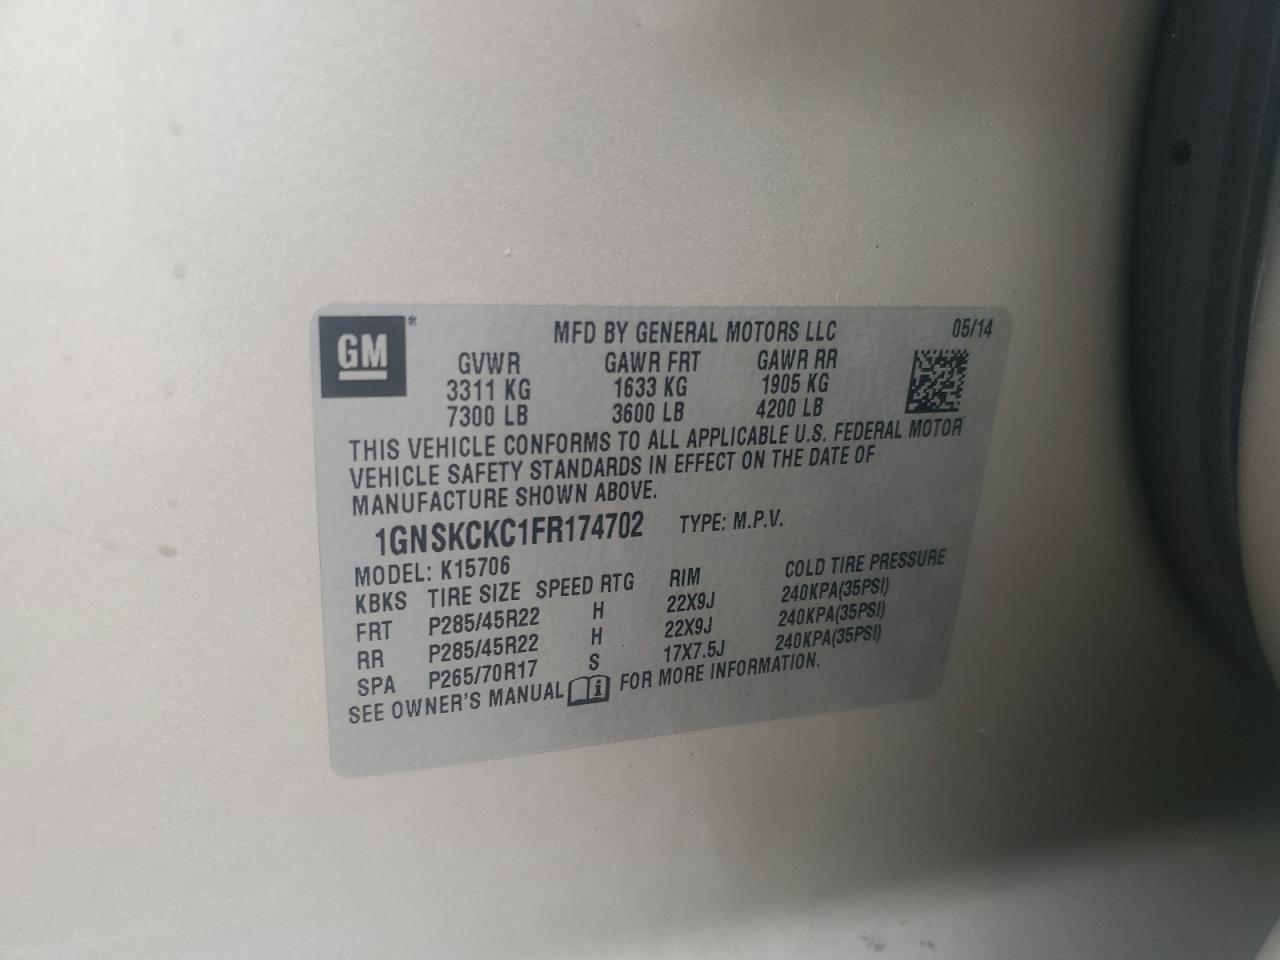 GM ®
MFD BY GENERAL MOTORS LLC 05/14
GVWR GAWR FRT GAWR RR
3311 KG 1633 KG 1905 KG
7300 LB 3600 LB 4200 LB
THIS VEHICLE CONFORMS TO ALL APPLICABLE U.S. FEDERAL MOTOR
VEHICLE SAFETY STANDARDS IN EFFECT ON THE DATE OF
MANUFACTURE SHOWN ABOVE.
1GNSKCKC1FR174702 TYPE: M.P.V.
MODEL: K15706
KBKS TIRE SIZE SPEED RTG RIM COLD TIRE PRESSURE
FRT P285/45R22 H 22X9J 240KPA(35PSI)
RR P285/45R22 H 22X9J 240KPA(35PSI)
SPA P265/70R17 S 17X7.5J 240KPA(35PSI)
SEE OWNER'S MANUAL i FOR MORE INFORMATION.